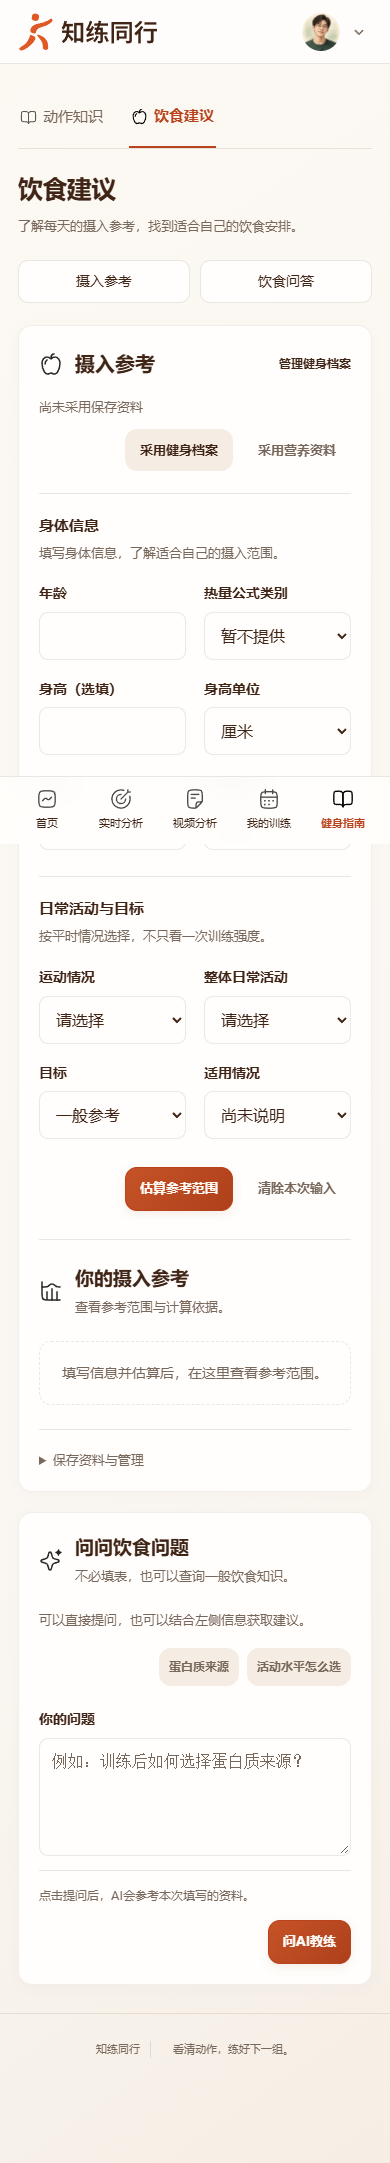 知练同行
动作知识
饮食建议
饮食建议
了解每天的摄入参考，找到适合自己的饮食安排。
摄入参考
饮食问答
摄入参考
管理健身档案
尚未采用保存资料
采用健身档案
采用营养资料
身体信息
填写身体信息，了解适合自己的摄入范围。
年龄
热量公式类别
暂不提供
身高（选填）
身高单位
厘米
首页
实时分析
视频分析
我的训练
健身指南
日常活动与目标
按平时情况选择，不只看一次训练强度。
运动情况
整体日常活动
请选择
请选择
目标
适用情况
一般参考
尚未说明
估算参考范围
清除本次输入
你的摄入参考
查看参考范围与计算依据。
填写信息并估算后，在这里查看参考范围。
保存资料与管理
问问饮食问题
不必填表，也可以查询一般饮食知识。
可以直接提问，也可以结合左侧信息获取建议。
蛋白质来源
活动水平怎么选
你的问题
例如：训练后如何选择蛋白质来源？
点击提问后，AI会参考本次填写的资料。
问AI教练
知练同行
看清动作，练好下一组。